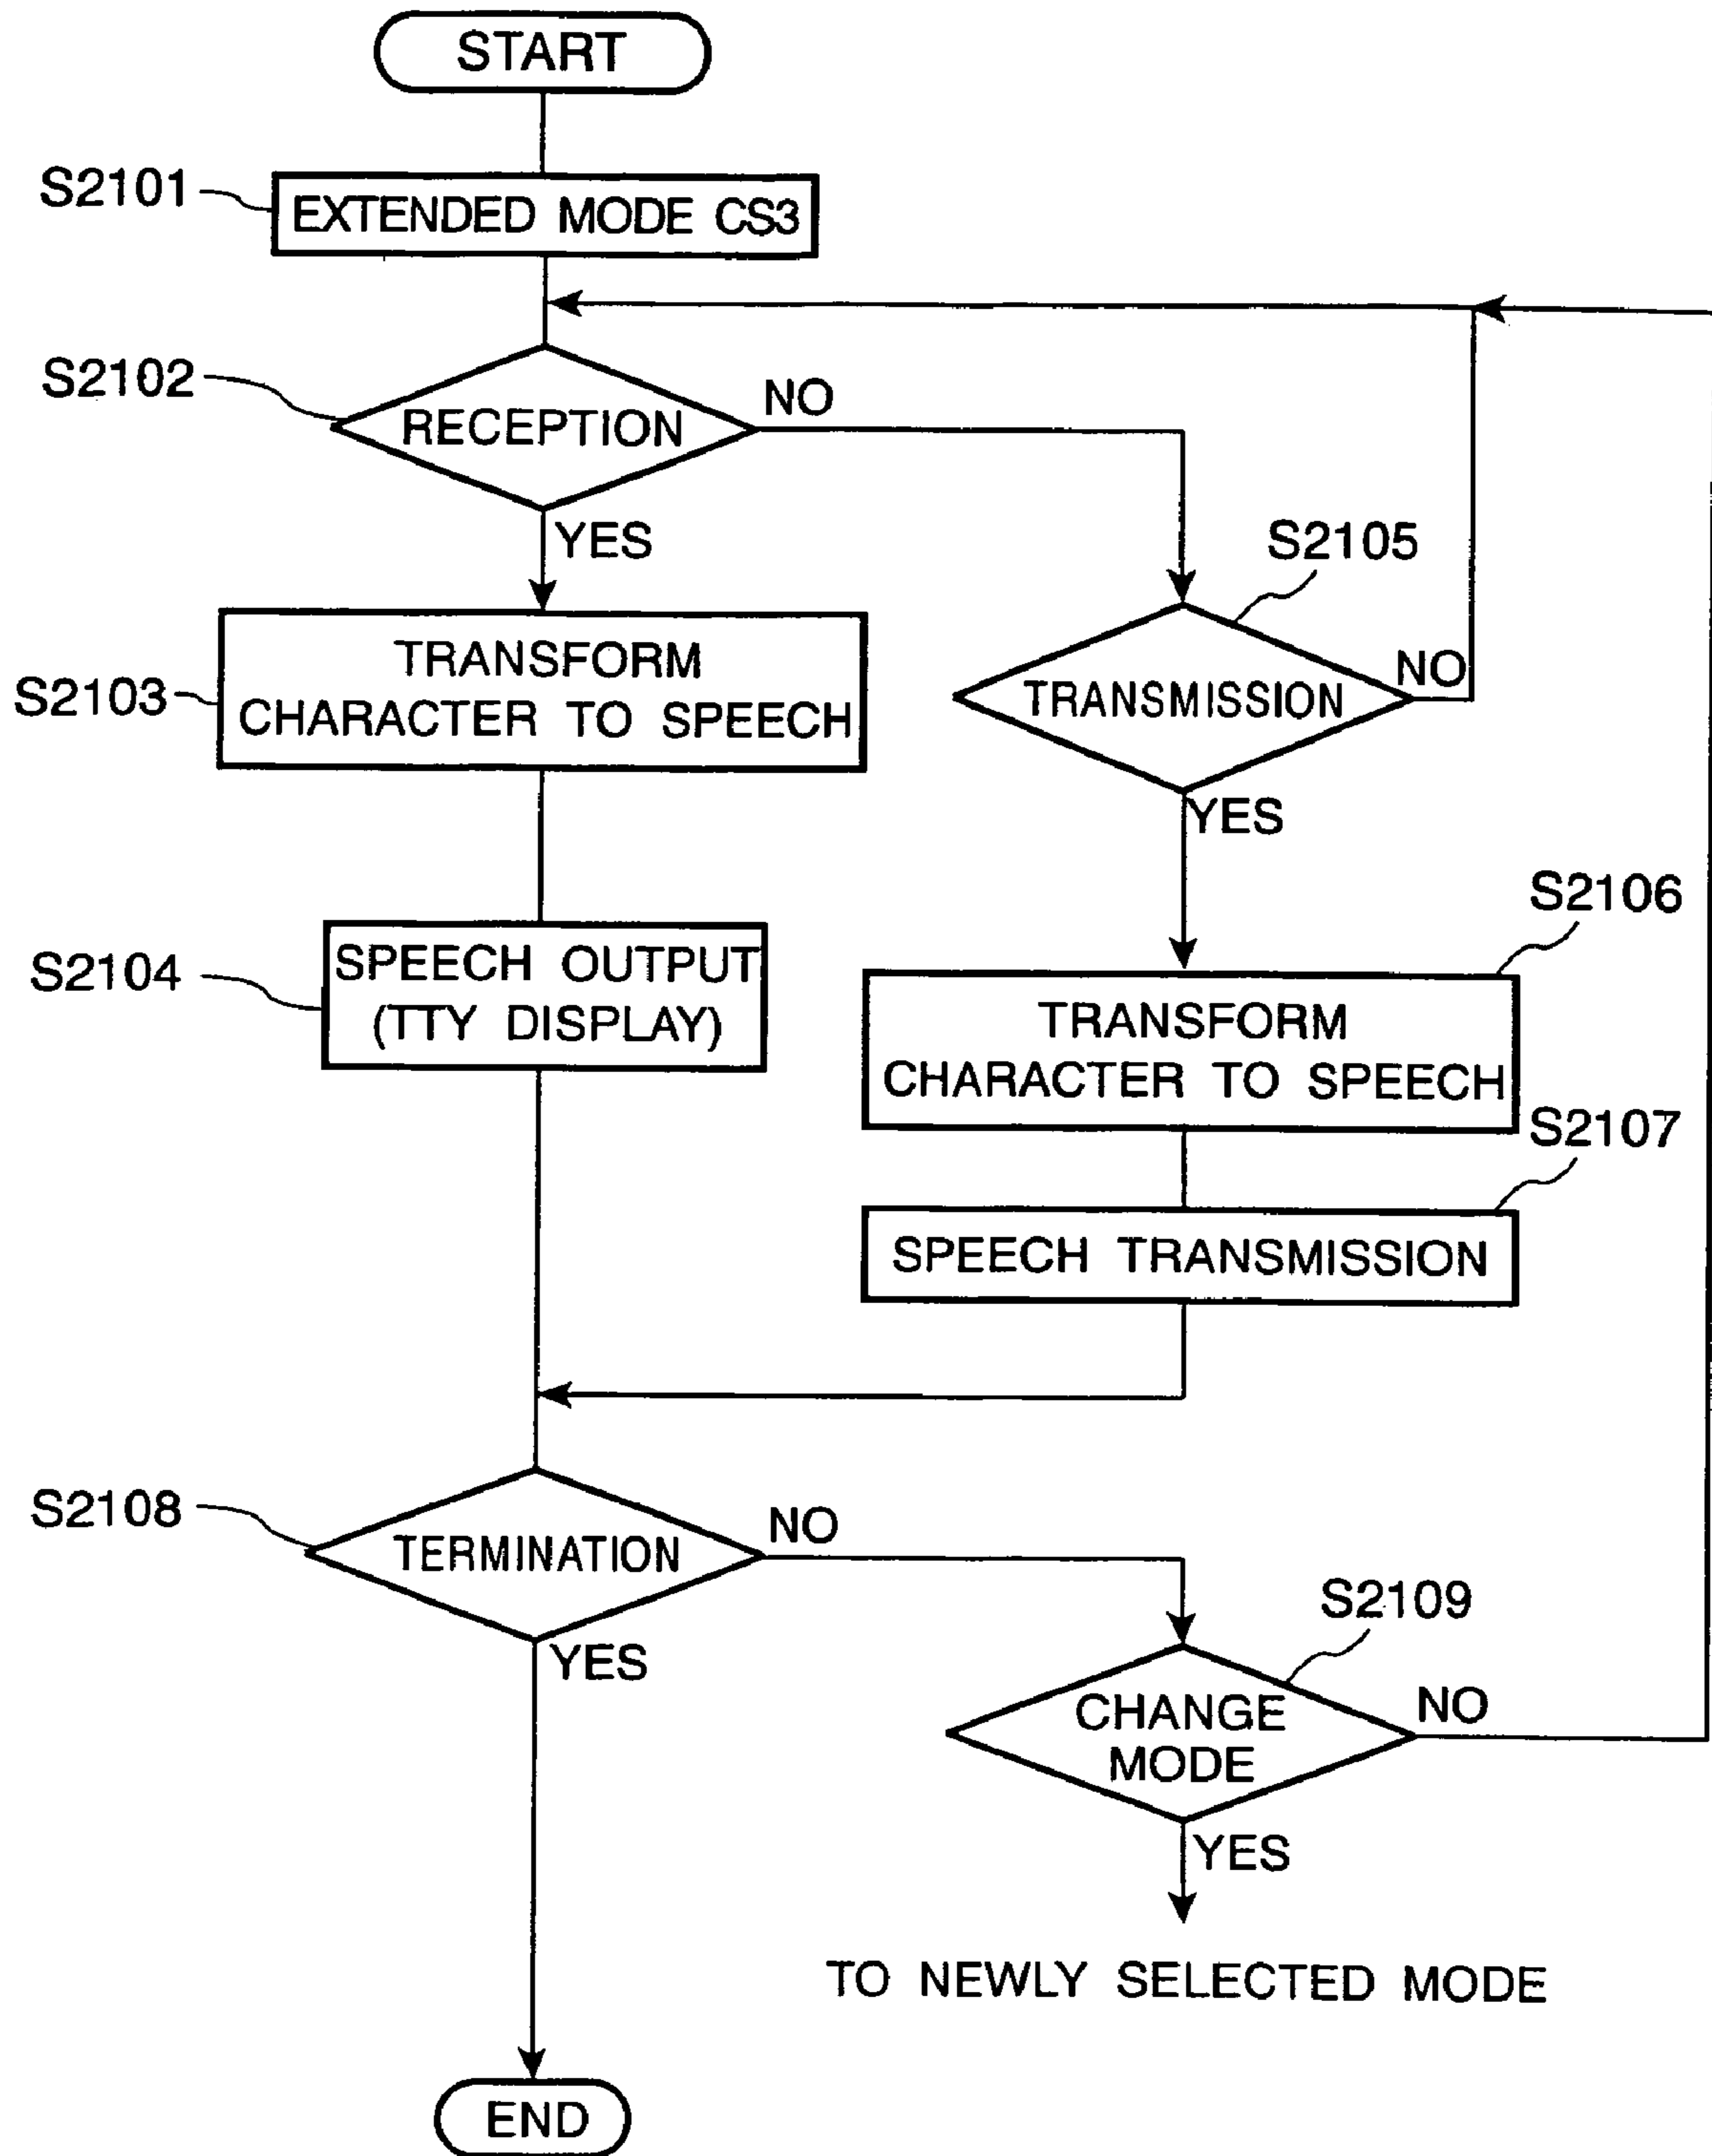 START
S2101
EXTENDED MODE CS3
S2102
RECEPTION
NO
YES
S2105
S2103
TRANSFORM
CHARACTER TO SPEECH
TRANSMISSION
NO
YES
S2104
SPEECH OUTPUT
(TTY DISPLAY)
S2106
TRANSFORM
CHARACTER TO SPEECH
S2107
SPEECH TRANSMISSION
S2108
TERMINATION
NO
YES
S2109
CHANGE
MODE
NO
YES
TO NEWLY SELECTED MODE
END